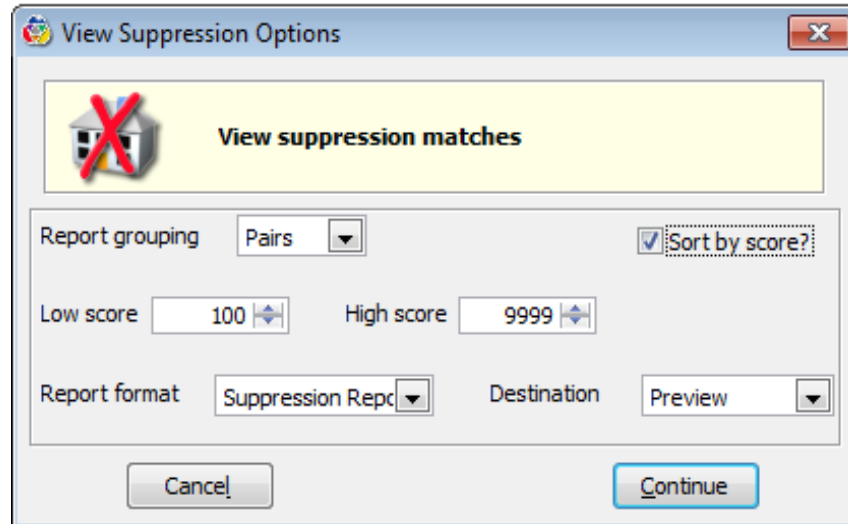 View Suppression Options
View suppression matches
Report grouping Pairs Sort by score?
Low score 100 High score 9999
Report format Suppression Repo Destination Preview
Cancel Continue